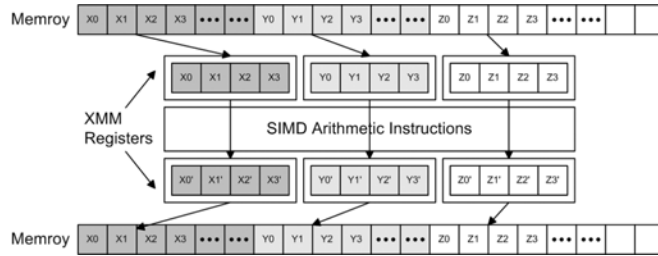 Memroy X0 X1 X2 X3 ●●● ●●● Y0 Y1 Y2 Y3 ●●● ●●● Z0 Z1 Z2 Z3 ●●● ●●●
X0 X1 X2 X3 Y0 Y1 Y2 Y3 Z0 Z1 Z2 Z3
XMM
Registers
SIMD Arithmetic Instructions
X0' X1' X2' X3' Y0' Y1' Y2' Y3' Z0' Z1' Z2' Z3'
Memroy X0 X1 X2 X3 ●●● ●●● Y0 Y1 Y2 Y3 ●●● ●●● Z0 Z1 Z2 Z3 ●●● ●●●